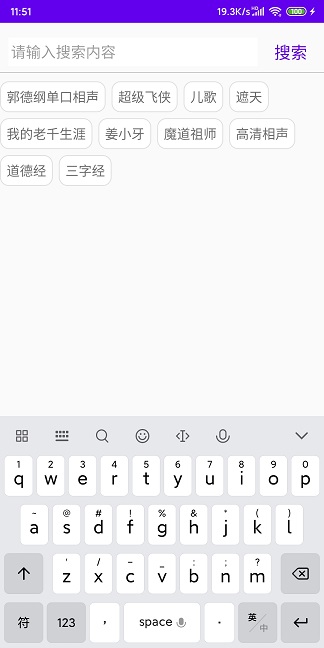 11:51 19.3K/s HD 100
请输入搜索内容 搜索
郭德纲单口相声 超级飞侠 儿歌 遮天
我的老千生涯 姜小牙 魔道祖师 高清相声
道德经 三字经
1 2 3 4 5 6 7 8 9 0
q w e r t y u i o p
~ @ # ! % & * ( )
a s d f g h j k l
' / - _ : ; ?
z x c v b n m
符 123 , space . 英/中